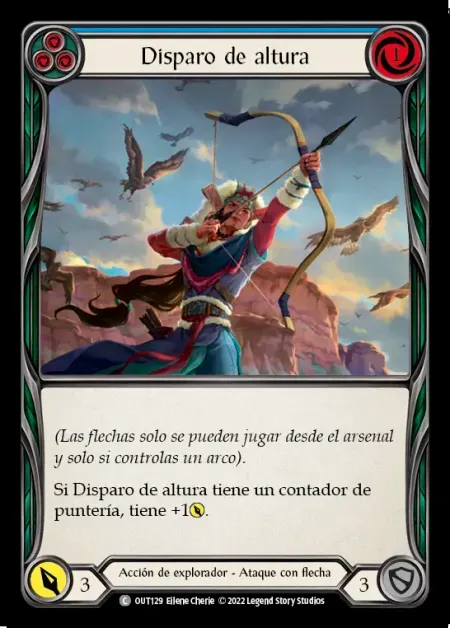 Disparo de altura
1
(Las flechas solo se pueden jugar desde el arsenal
y solo si controlas un arco).
Si Disparo de altura tiene un contador de
puntería, tiene +1.
3
Acción de explorador - Ataque con flecha
3
C OUT129 Eilene Cherie © 2022 Legend Story Studios